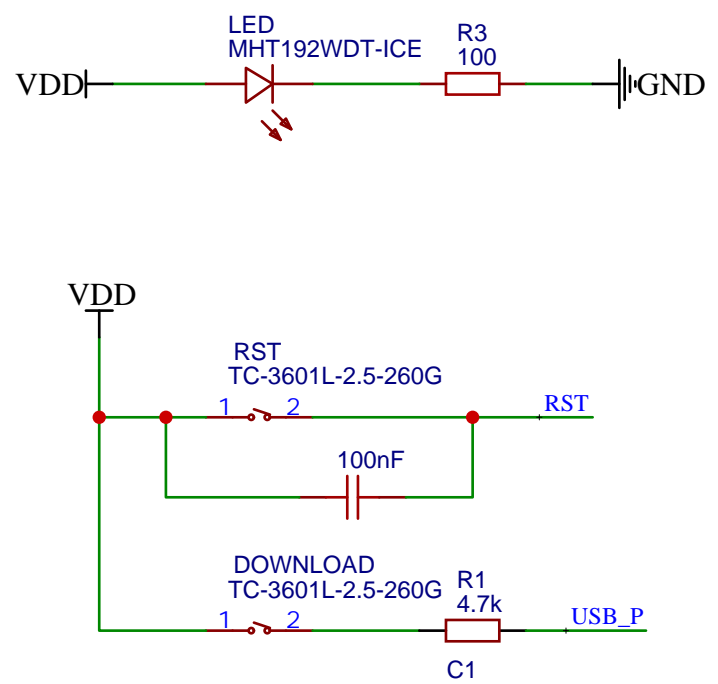 LED
MHT192WDT-ICE
R3
100
VDD
GND
VDD
RST
TC-3601L-2.5-260G
1 2
RST
100nF
DOWNLOAD
TC-3601L-2.5-260G
R1
4.7k
1 2
USB_P
C1